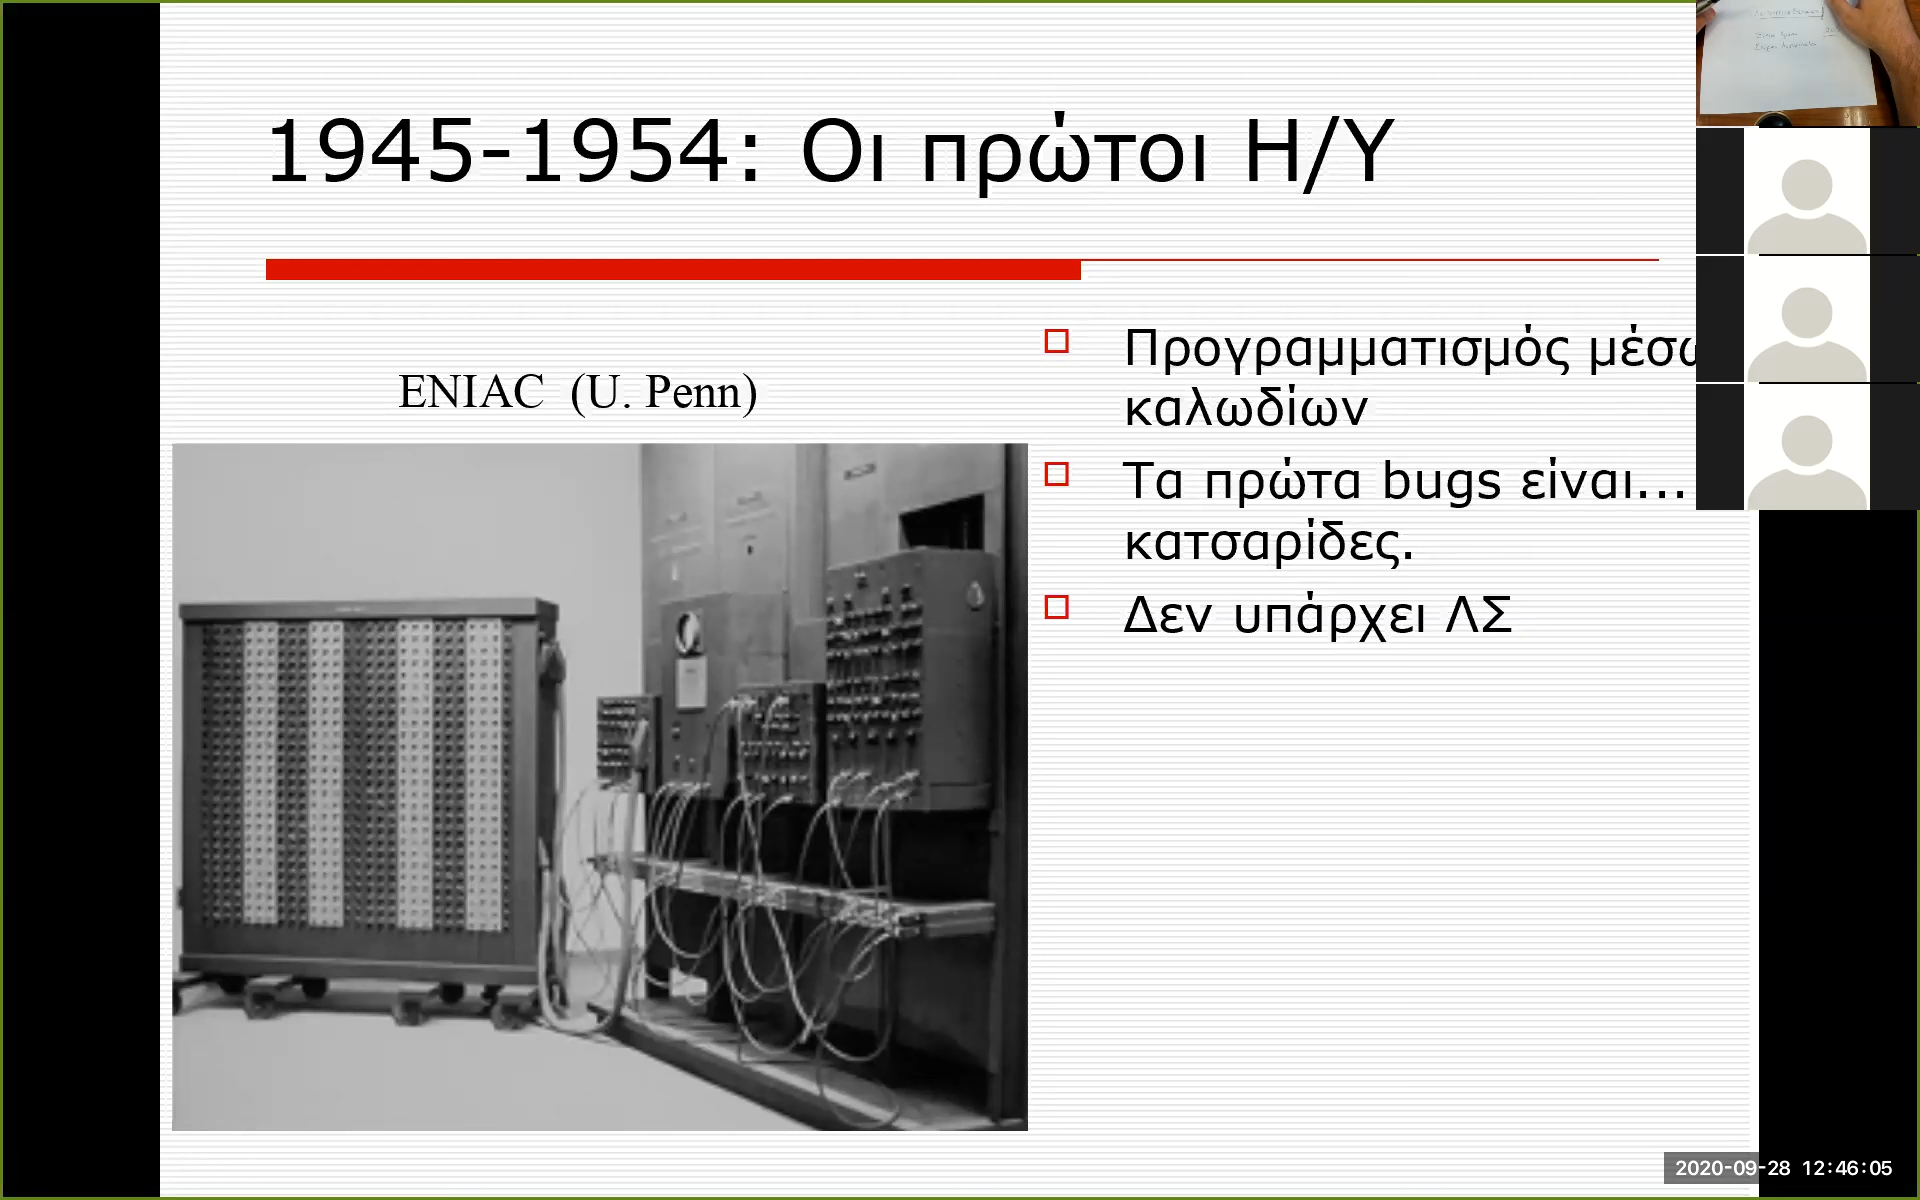 1945-1954: Οι πρώτοι Η/Υ
ENIAC (U. Penn)
Προγραμματισμός μέσω
καλωδίων
Τα πρώτα bugs είναι...
κατσαρίδες.
Δεν υπάρχει ΛΣ
2020-09-28 12:46:05